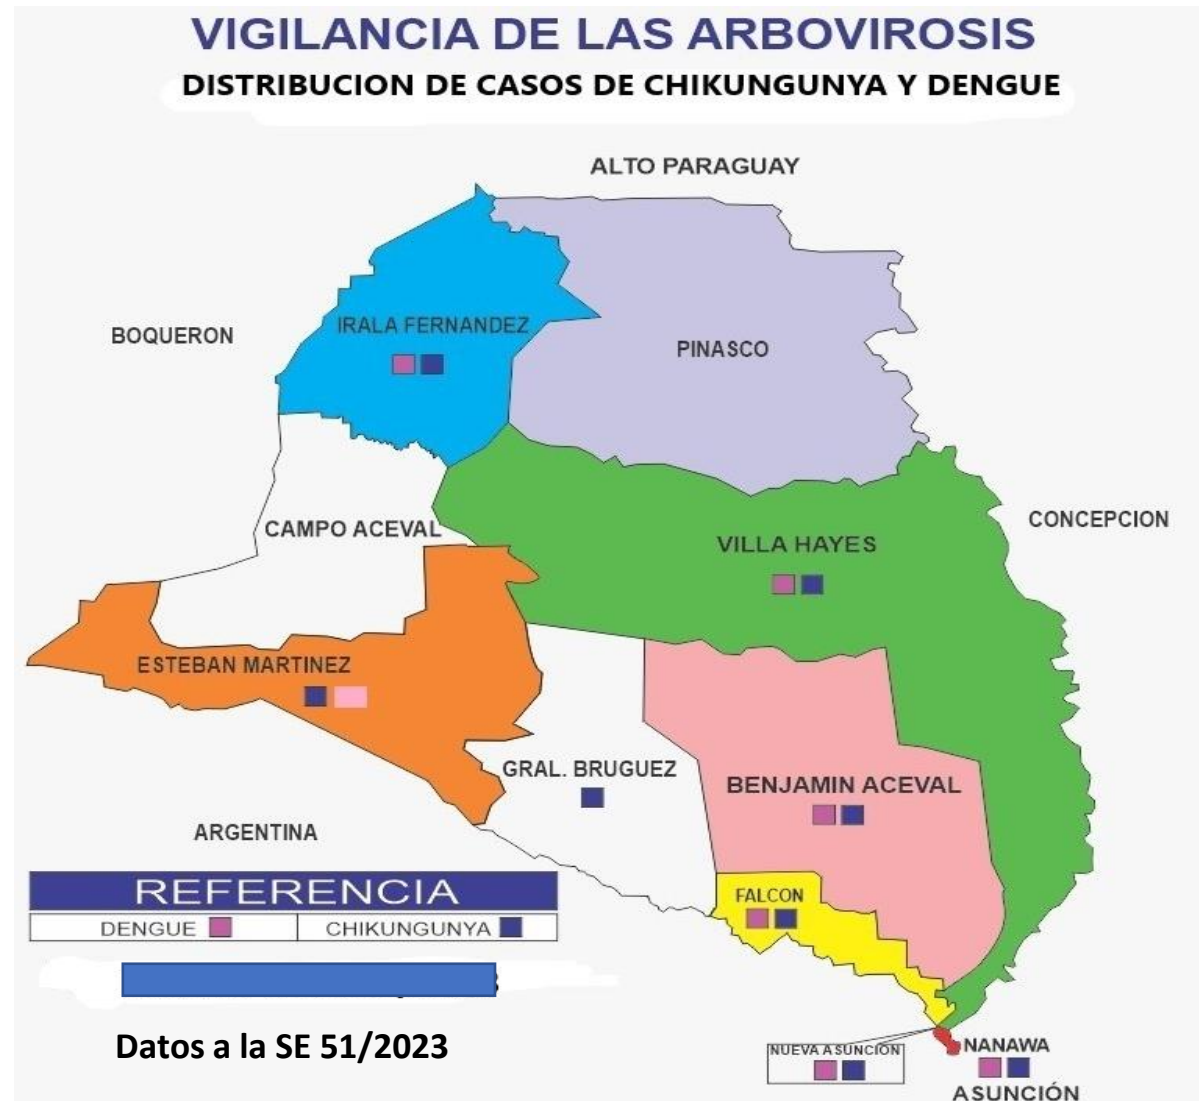 VIGILANCIA DE LAS ARBOVIROSIS
DISTRIBUCION DE CASOS DE CHIKUNGUNYA Y DENGUE
ALTO PARAGUAY
BOQUERON
IRALA FERNANDEZ
PINASCO
CAMPO ACEVAL
CONCEPCION
VILLA HAYES
ESTEBAN MARTINEZ
GRAL. BRUGUEZ
BENJAMIN ACEVAL
ARGENTINA
REFERENCIA
DENGUE
CHIKUNGUNYA
FALCON
Datos a la SE 51/2023
NUEVA ASUNCIÓN
NANAWA
ASUNCIÓN